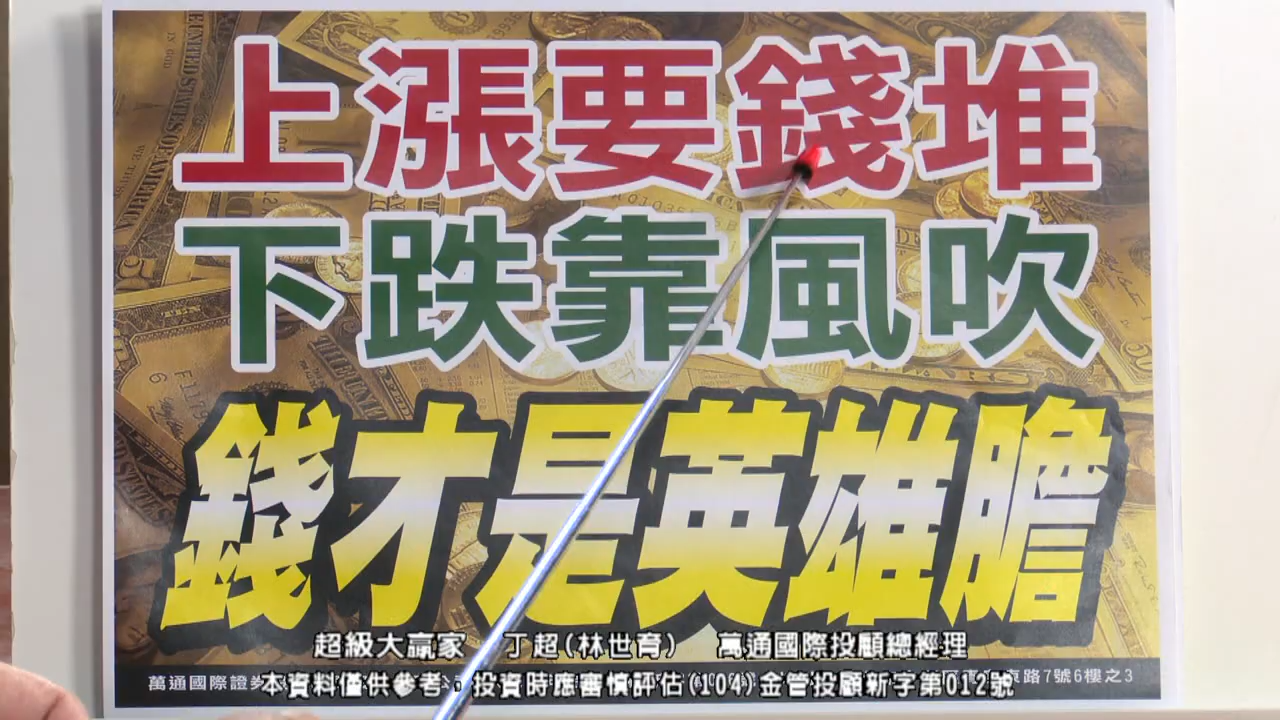 上漲要錢堆
下跌靠風吹
錢才是英雄膽
超級大贏家 丁超(林世育) 萬通國際投顧總經理
萬通國際證券
東路7號6樓之3
本資料僅供參考,投資時應審慎評估(104)金管投顧新字第012號